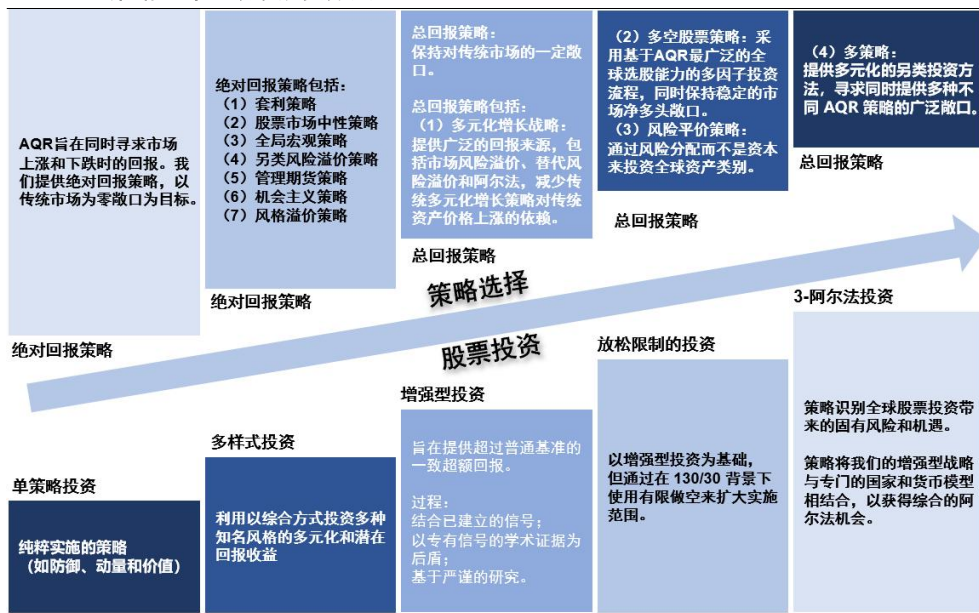 AQR旨在同时寻求市场
上涨和下跌时的回报。我
们提供绝对回报策略，以
传统市场为零敞口为目标。
绝对回报策略
绝对回报策略包括：
（1）套利策略
（2）股票市场中性策略
（3）全局宏观策略
（4）另类风险溢价策略
（5）管理期货策略
（6）机会主义策略
（7）风格溢价策略
绝对回报策略
总回报策略：
保持对传统市场的一定敞
口。
总回报策略包括：
（1）多元化增长战略：
提供广泛的回报来源，包
括市场风险溢价、替代风
险溢价和阿尔法，减少传
统多元化增长策略对传统
资产价格上涨的依赖。
总回报策略
（2）多空股票策略：采
用基于AQR最广泛的全
球选股能力的多因子投资
流程，同时保持稳定的市
场净多头敞口。
（3）风险平价策略：
通过风险分配而不是资本
来投资全球资产类别。
总回报策略
（4）多策略：
提供多元化的另类投资方
法，寻求同时提供多种不
同 AQR 策略的广泛敞口。
总回报策略
策略选择
股票投资
单策略投资
纯粹实施的策略
（如防御、动量和价值）
多样式投资
利用以综合方式投资多种
知名风格的多元化和潜在
回报收益
增强型投资
旨在提供超过普通基准的
一致超额回报。
过程：
结合已建立的信号；
以专有信号的学术证据为
后盾；
基于严谨的研究。
放松限制的投资
以增强型投资为基础，
但通过在 130/30 背景下
使用有限做空来扩大实施
范围。
3-阿尔法投资
策略识别全球股票投资带
来的固有风险和机遇。
策略将我们的增强型战略
与专门的国家和货币模型
相结合，以获得综合的阿
尔法机会。